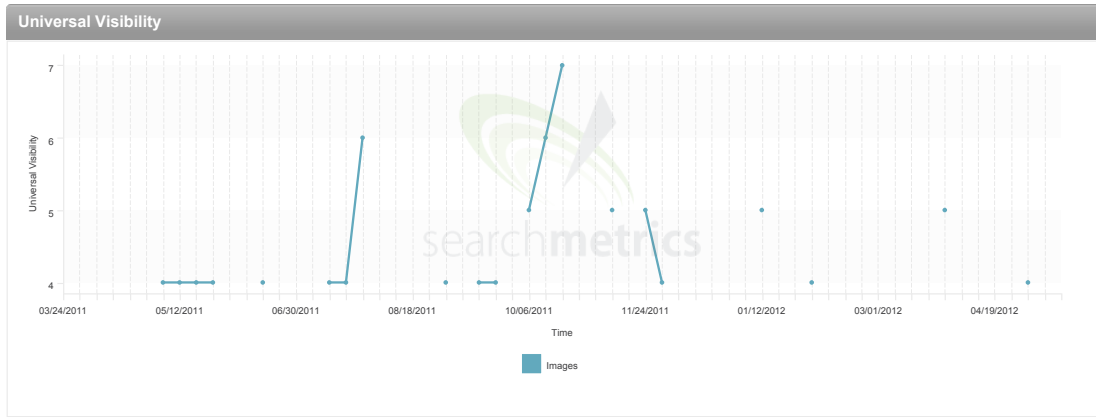 Universal Visibility
7
6
5
4
Universal Visibility
searchmetrics
03/24/2011 05/12/2011 06/30/2011 08/18/2011 10/06/2011 11/24/2011 01/12/2012 03/01/2012 04/19/2012
Time
Images